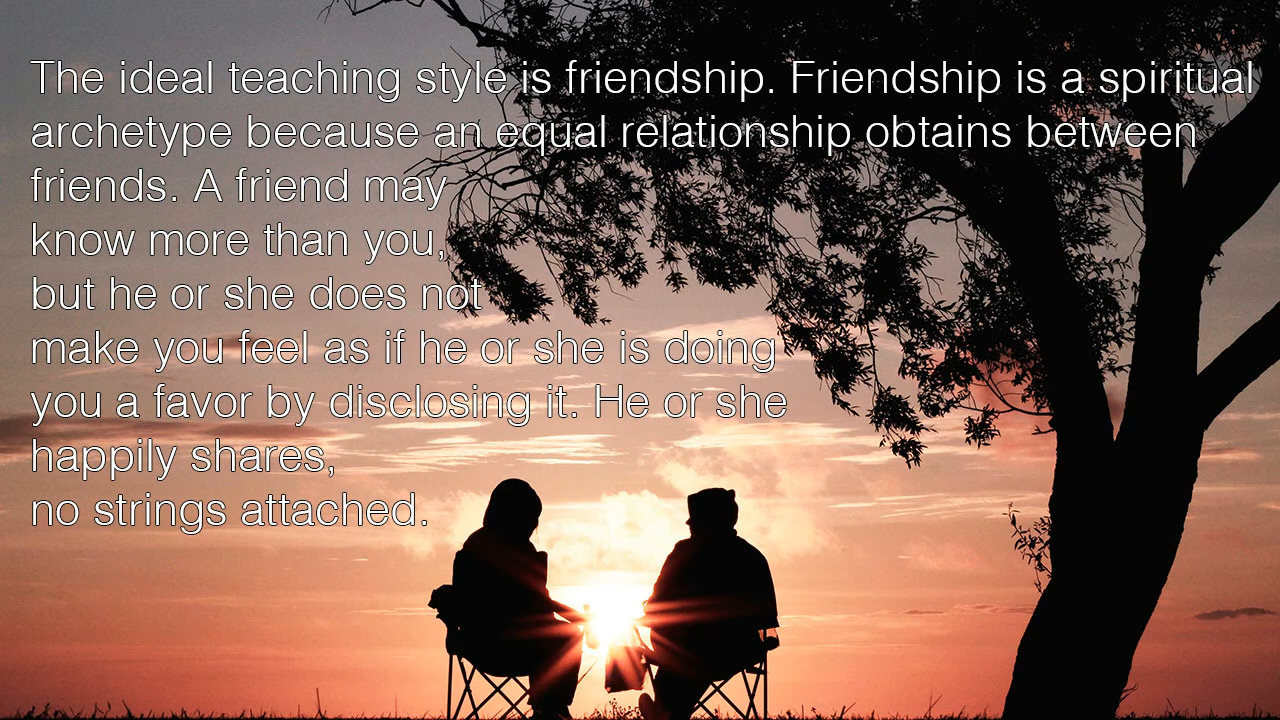 The ideal teaching style is friendship. Friendship is a spiritual
archetype because an equal relationship obtains between
friends. A friend may
know more than you,
but he or she does not
make you feel as if he or she is doing
you a favor by disclosing it. He or she
happily shares,
no strings attached.